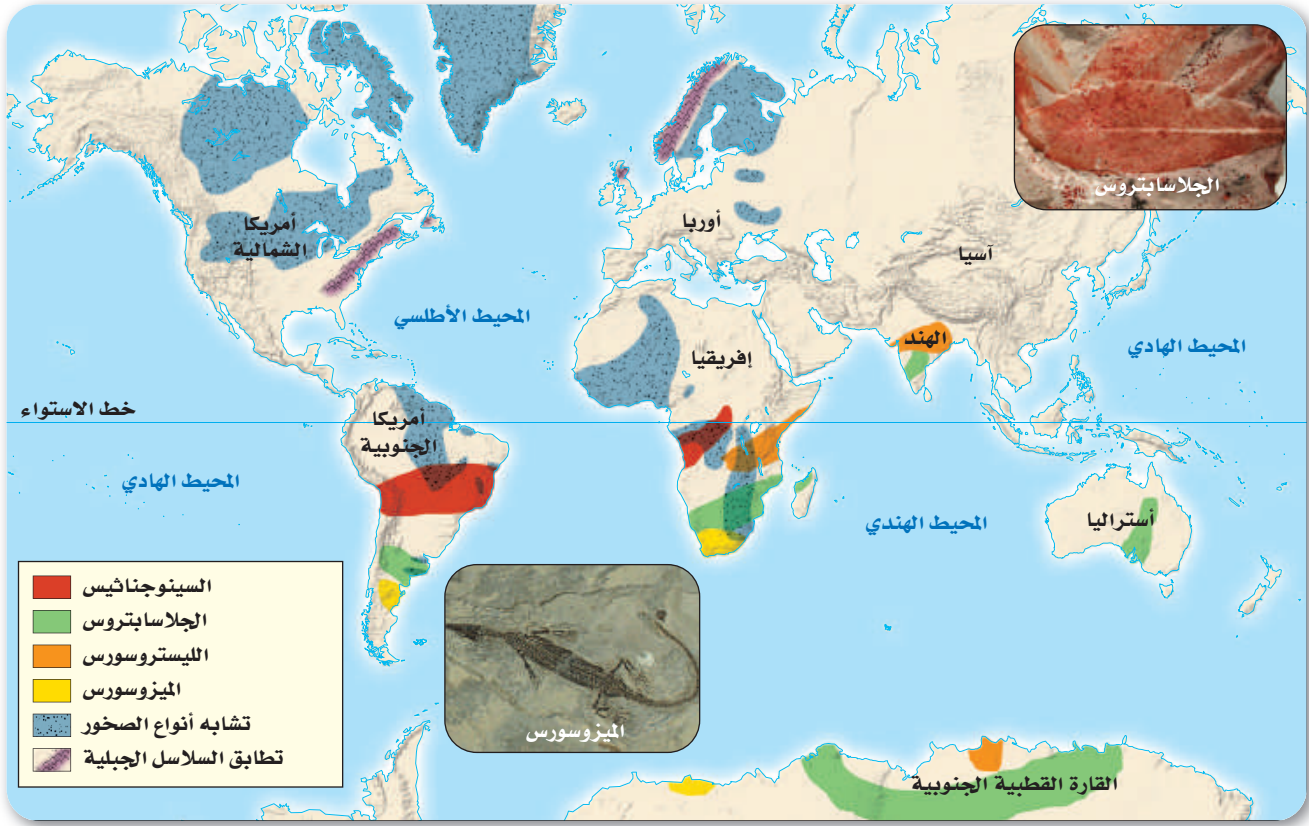 الجلاسابتروس
أوربا
آسيا
أمريكا
الشمالية
المحيط الأطلسي
الهند
إفريقيا
المحيط الهادي
خط الاستواء
أمريكا
الجنوبية
المحيط الهادي
المحيط الهندي
أستراليا
السينوجناثيس
الجلاسابتروس
الليستروسورس
الميزوسورس
تشابه أنواع الصخور
تطابق السلاسل الجبلية
الميزوسورس
القارة القطبية الجنوبية